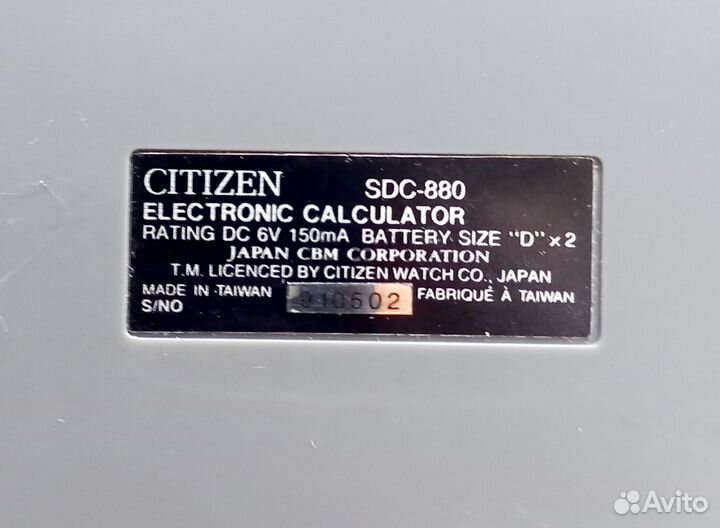 CITIZEN SDC-880
ELECTRONIC CALCULATOR
RATING DC 6V 150mA BATTERY SIZE "D" x 2
JAPAN CBM CORPORATION
T.M. LICENCED BY CITIZEN WATCH CO., JAPAN
MADE IN TAIWAN 910602 FABRIQUÉ À TAIWAN
S/NO
Avito